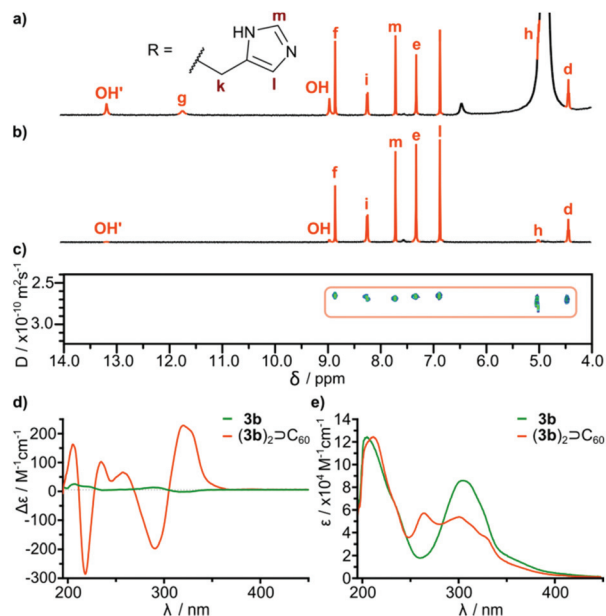 a)
R =
HN
N
m
k
l
OH'
g
OH
f
i
m
e
h
d
b)
OH'
OH
f
i
m
e
l
h
d
c)
D / x10⁻¹⁰ m²s⁻¹
2.5
3.0
14.0 13.0 12.0 11.0 10.0 9.0 8.0 7.0 6.0 5.0 4.0
δ / ppm
d)
3b
(3b)₂⊃C₆₀
Δε / M⁻¹cm⁻¹
200
100
0
-100
-200
-300
200 300 400
λ / nm
e)
3b
(3b)₂⊃C₆₀
ε / x10⁴ M⁻¹cm⁻¹
14
12
10
8
6
4
2
0
200 300 400
λ / nm